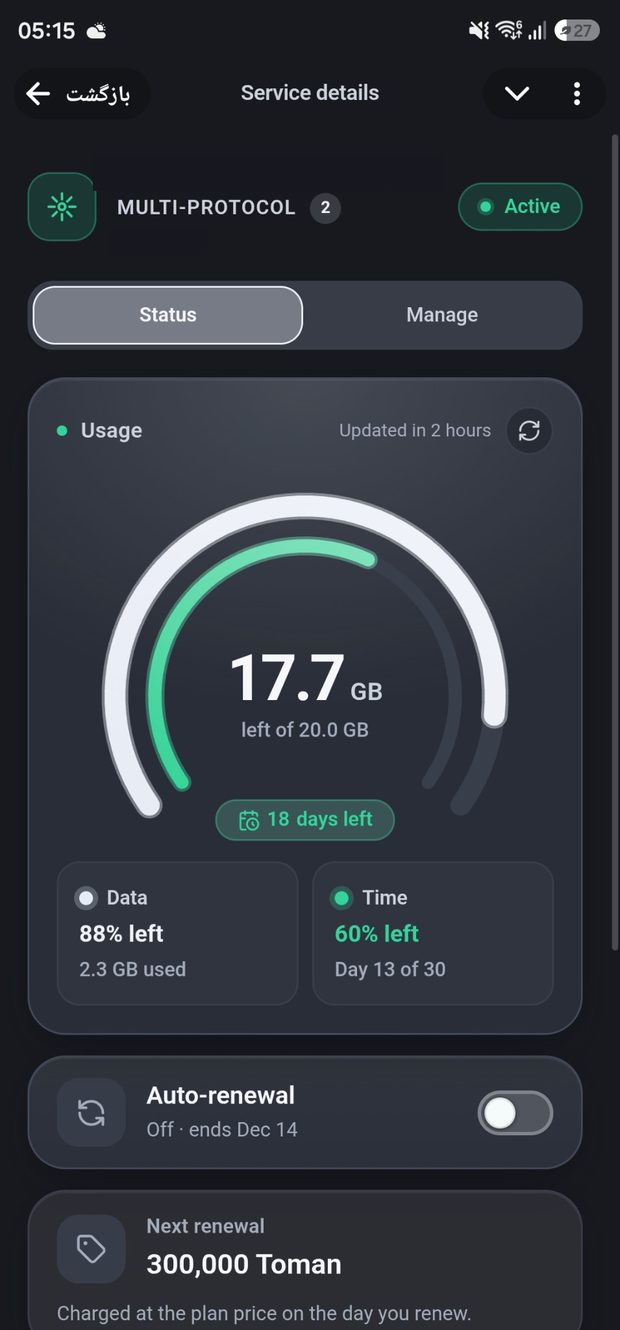 05:15
6
27
بازگشت
Service details
MULTI-PROTOCOL 2
Active
Status
Manage
Usage
Updated in 2 hours
17.7 GB
left of 20.0 GB
18 days left
Data
88% left
2.3 GB used
Time
60% left
Day 13 of 30
Auto-renewal
Off · ends Dec 14
Next renewal
300,000 Toman
Charged at the plan price on the day you renew.